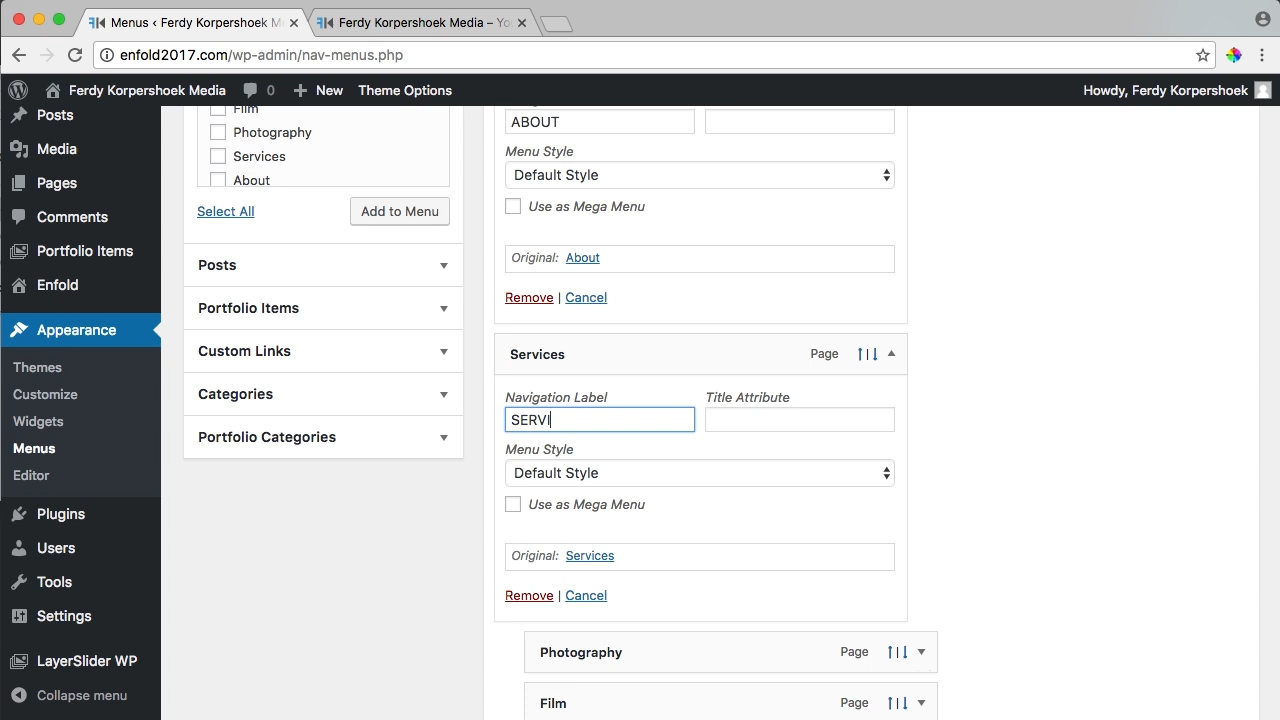 Menus ‹ Ferdy Korpershoek M
Ferdy Korpershoek Media – Yo
enfold2017.com/wp-admin/nav-menus.php
Ferdy Korpershoek Media
0
New
Theme Options
Howdy, Ferdy Korpershoek
Posts
Media
Pages
Comments
Portfolio Items
Enfold
Appearance
Themes
Customize
Widgets
Menus
Editor
Plugins
Users
Tools
Settings
LayerSlider WP
Collapse menu
Film
Photography
Services
About
Select All
Add to Menu
Posts
Portfolio Items
Custom Links
Categories
Portfolio Categories
ABOUT
Menu Style
Default Style
Use as Mega Menu
Original: About
Remove | Cancel
Services Page
Navigation Label Title Attribute
SERVI
Menu Style
Default Style
Use as Mega Menu
Original: Services
Remove | Cancel
Photography Page
Film Page